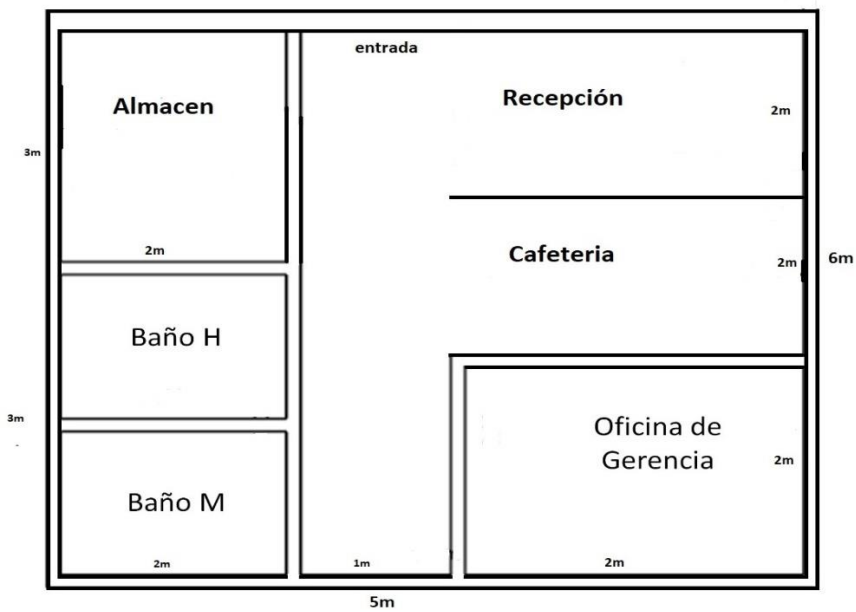 entrada
Almacen
Recepción
2m
3m
2m
Cafeteria
2m
6m
Baño H
3m
Oficina de
Gerencia
2m
Baño M
2m
1m
2m
5m